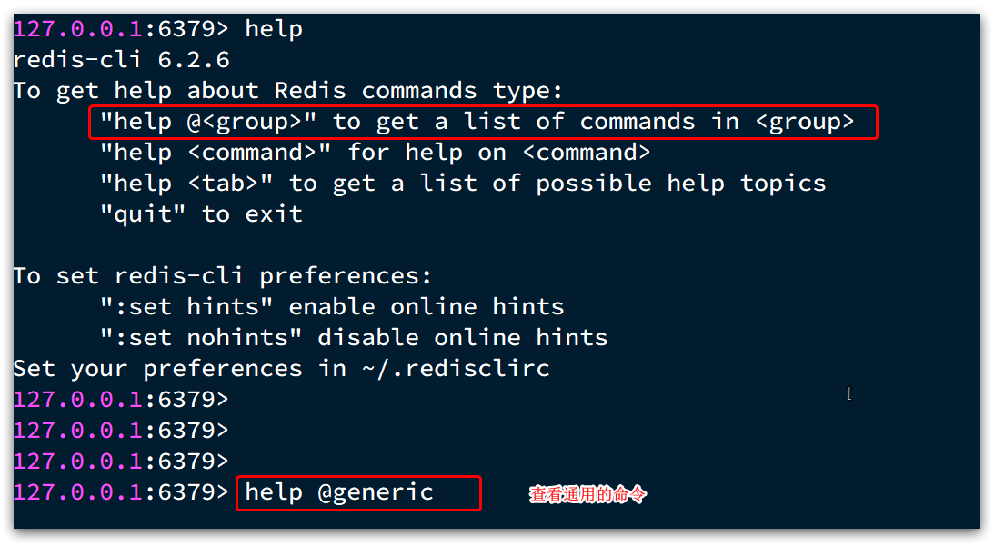 127.0.0.1:6379> help
redis-cli 6.2.6
To get help about Redis commands type:
"help @<group>" to get a list of commands in <group>
"help <command>" for help on <command>
"help <tab>" to get a list of possible help topics
"quit" to exit
To set redis-cli preferences:
":set hints" enable online hints
":set nohints" disable online hints
Set your preferences in ~/.redisclirc
127.0.0.1:6379>
127.0.0.1:6379>
127.0.0.1:6379>
127.0.0.1:6379> help @generic 查看通用的命令